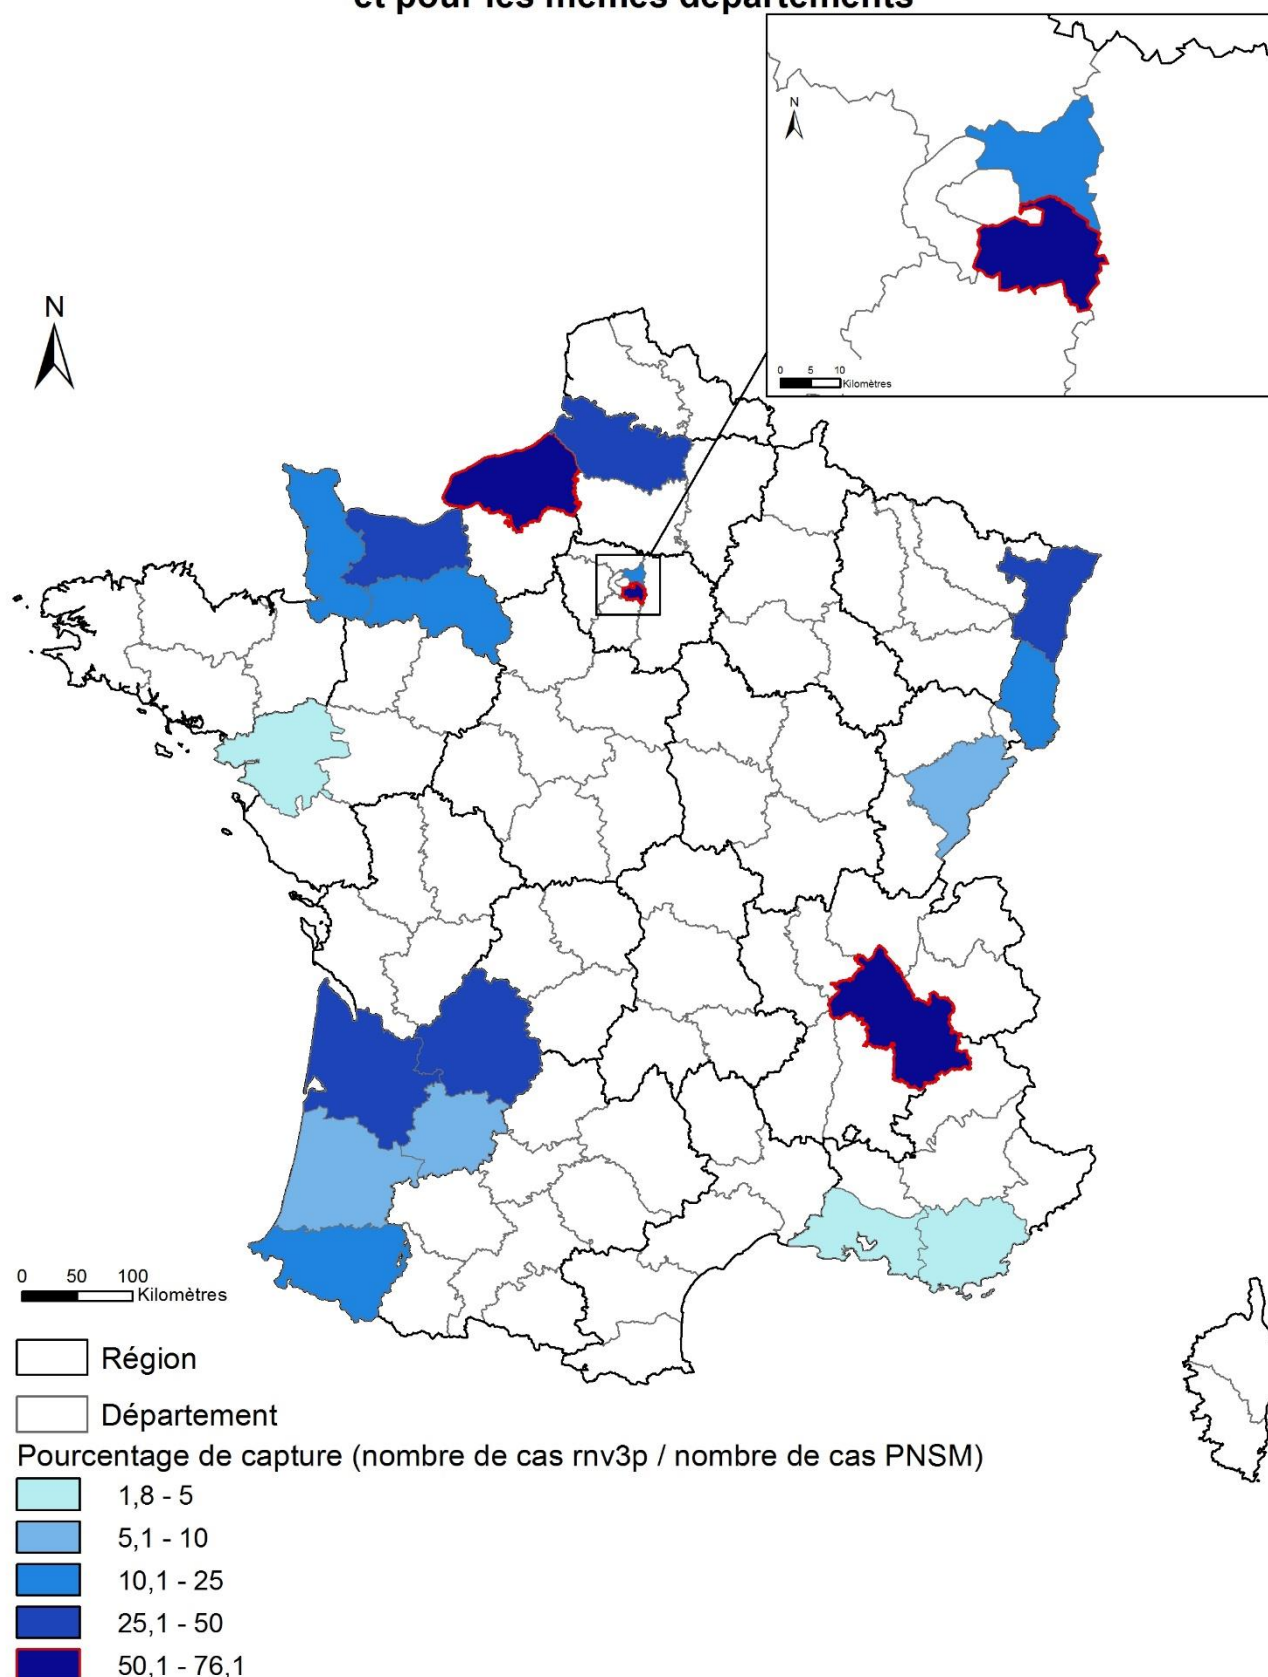 et pour les mêmes départements
N
0 5 10
Kilomètres
N
0 50 100
Kilomètres
Région
Département
Pourcentage de capture (nombre de cas rnv3p / nombre de cas PNSM)
1,8 - 5
5,1 - 10
10,1 - 25
25,1 - 50
50,1 - 76,1